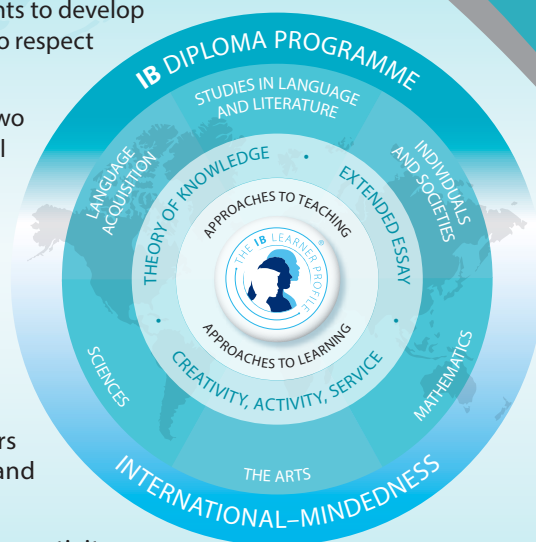 nts to develop
o respect
wo
l
rs
and
IB DIPLOMA PROGRAMME
STUDIES IN LANGUAGE
AND LITERATURE
LANGUAGE
ACQUISITION
INDIVIDUALS
AND SOCIETIES
THEORY OF KNOWLEDGE
•
EXTENDED ESSAY
APPROACHES TO TEACHING
THE IB LEARNER PROFILE
®
APPROACHES TO LEARNING
•
•
CREATIVITY, ACTIVITY, SERVICE
SCIENCES
MATHEMATICS
THE ARTS
INTERNATIONAL–MINDEDNESS